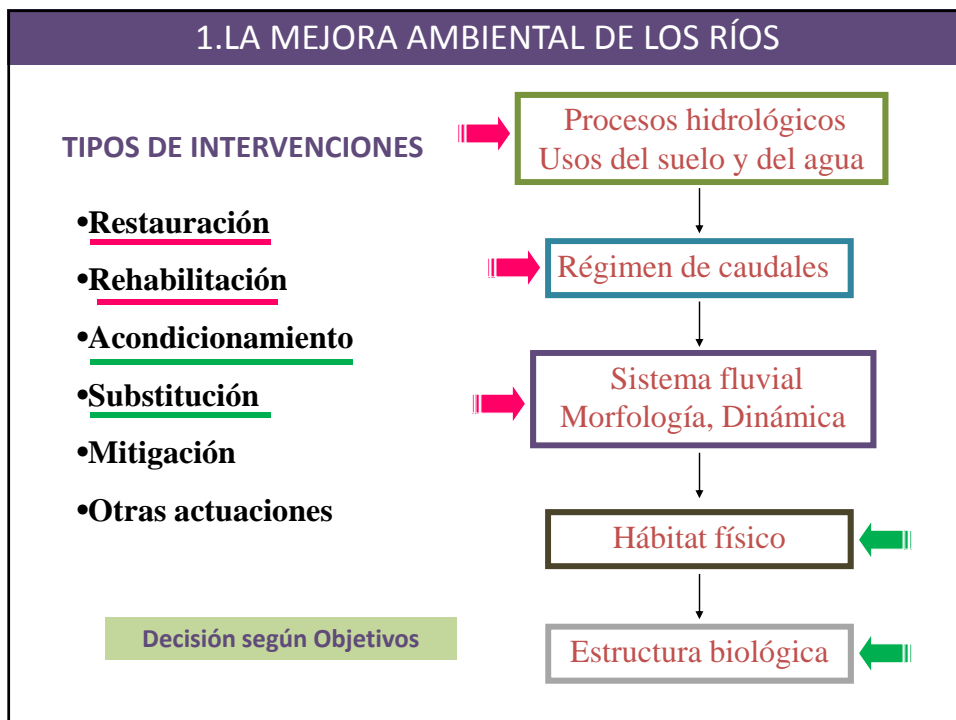 1.LA MEJORA AMBIENTAL DE LOS RÍOS
TIPOS DE INTERVENCIONES
•Restauración
•Rehabilitación
•Acondicionamiento
•Substitución
•Mitigación
•Otras actuaciones
Decisión según Objetivos
Procesos hidrológicos
Usos del suelo y del agua
Régimen de caudales
Sistema fluvial
Morfología, Dinámica
Hábitat físico
Estructura biológica